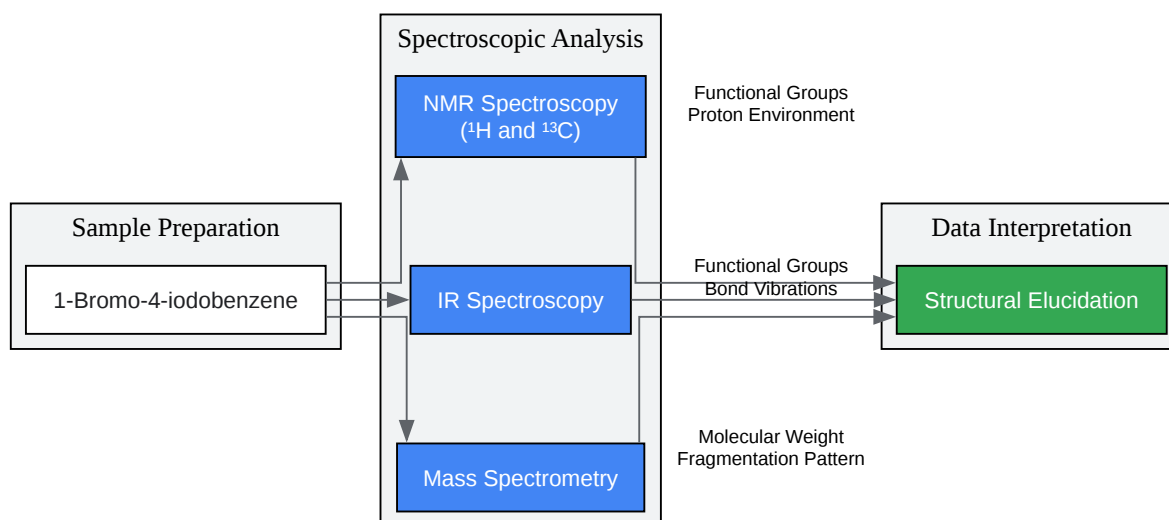 Spectroscopic Analysis
NMR Spectroscopy
(¹H and ¹³C)
Functional Groups
Proton Environment
Sample Preparation
1-Bromo-4-iodobenzene
IR Spectroscopy
Functional Groups
Bond Vibrations
Data Interpretation
Structural Elucidation
Mass Spectrometry
Molecular Weight
Fragmentation Pattern